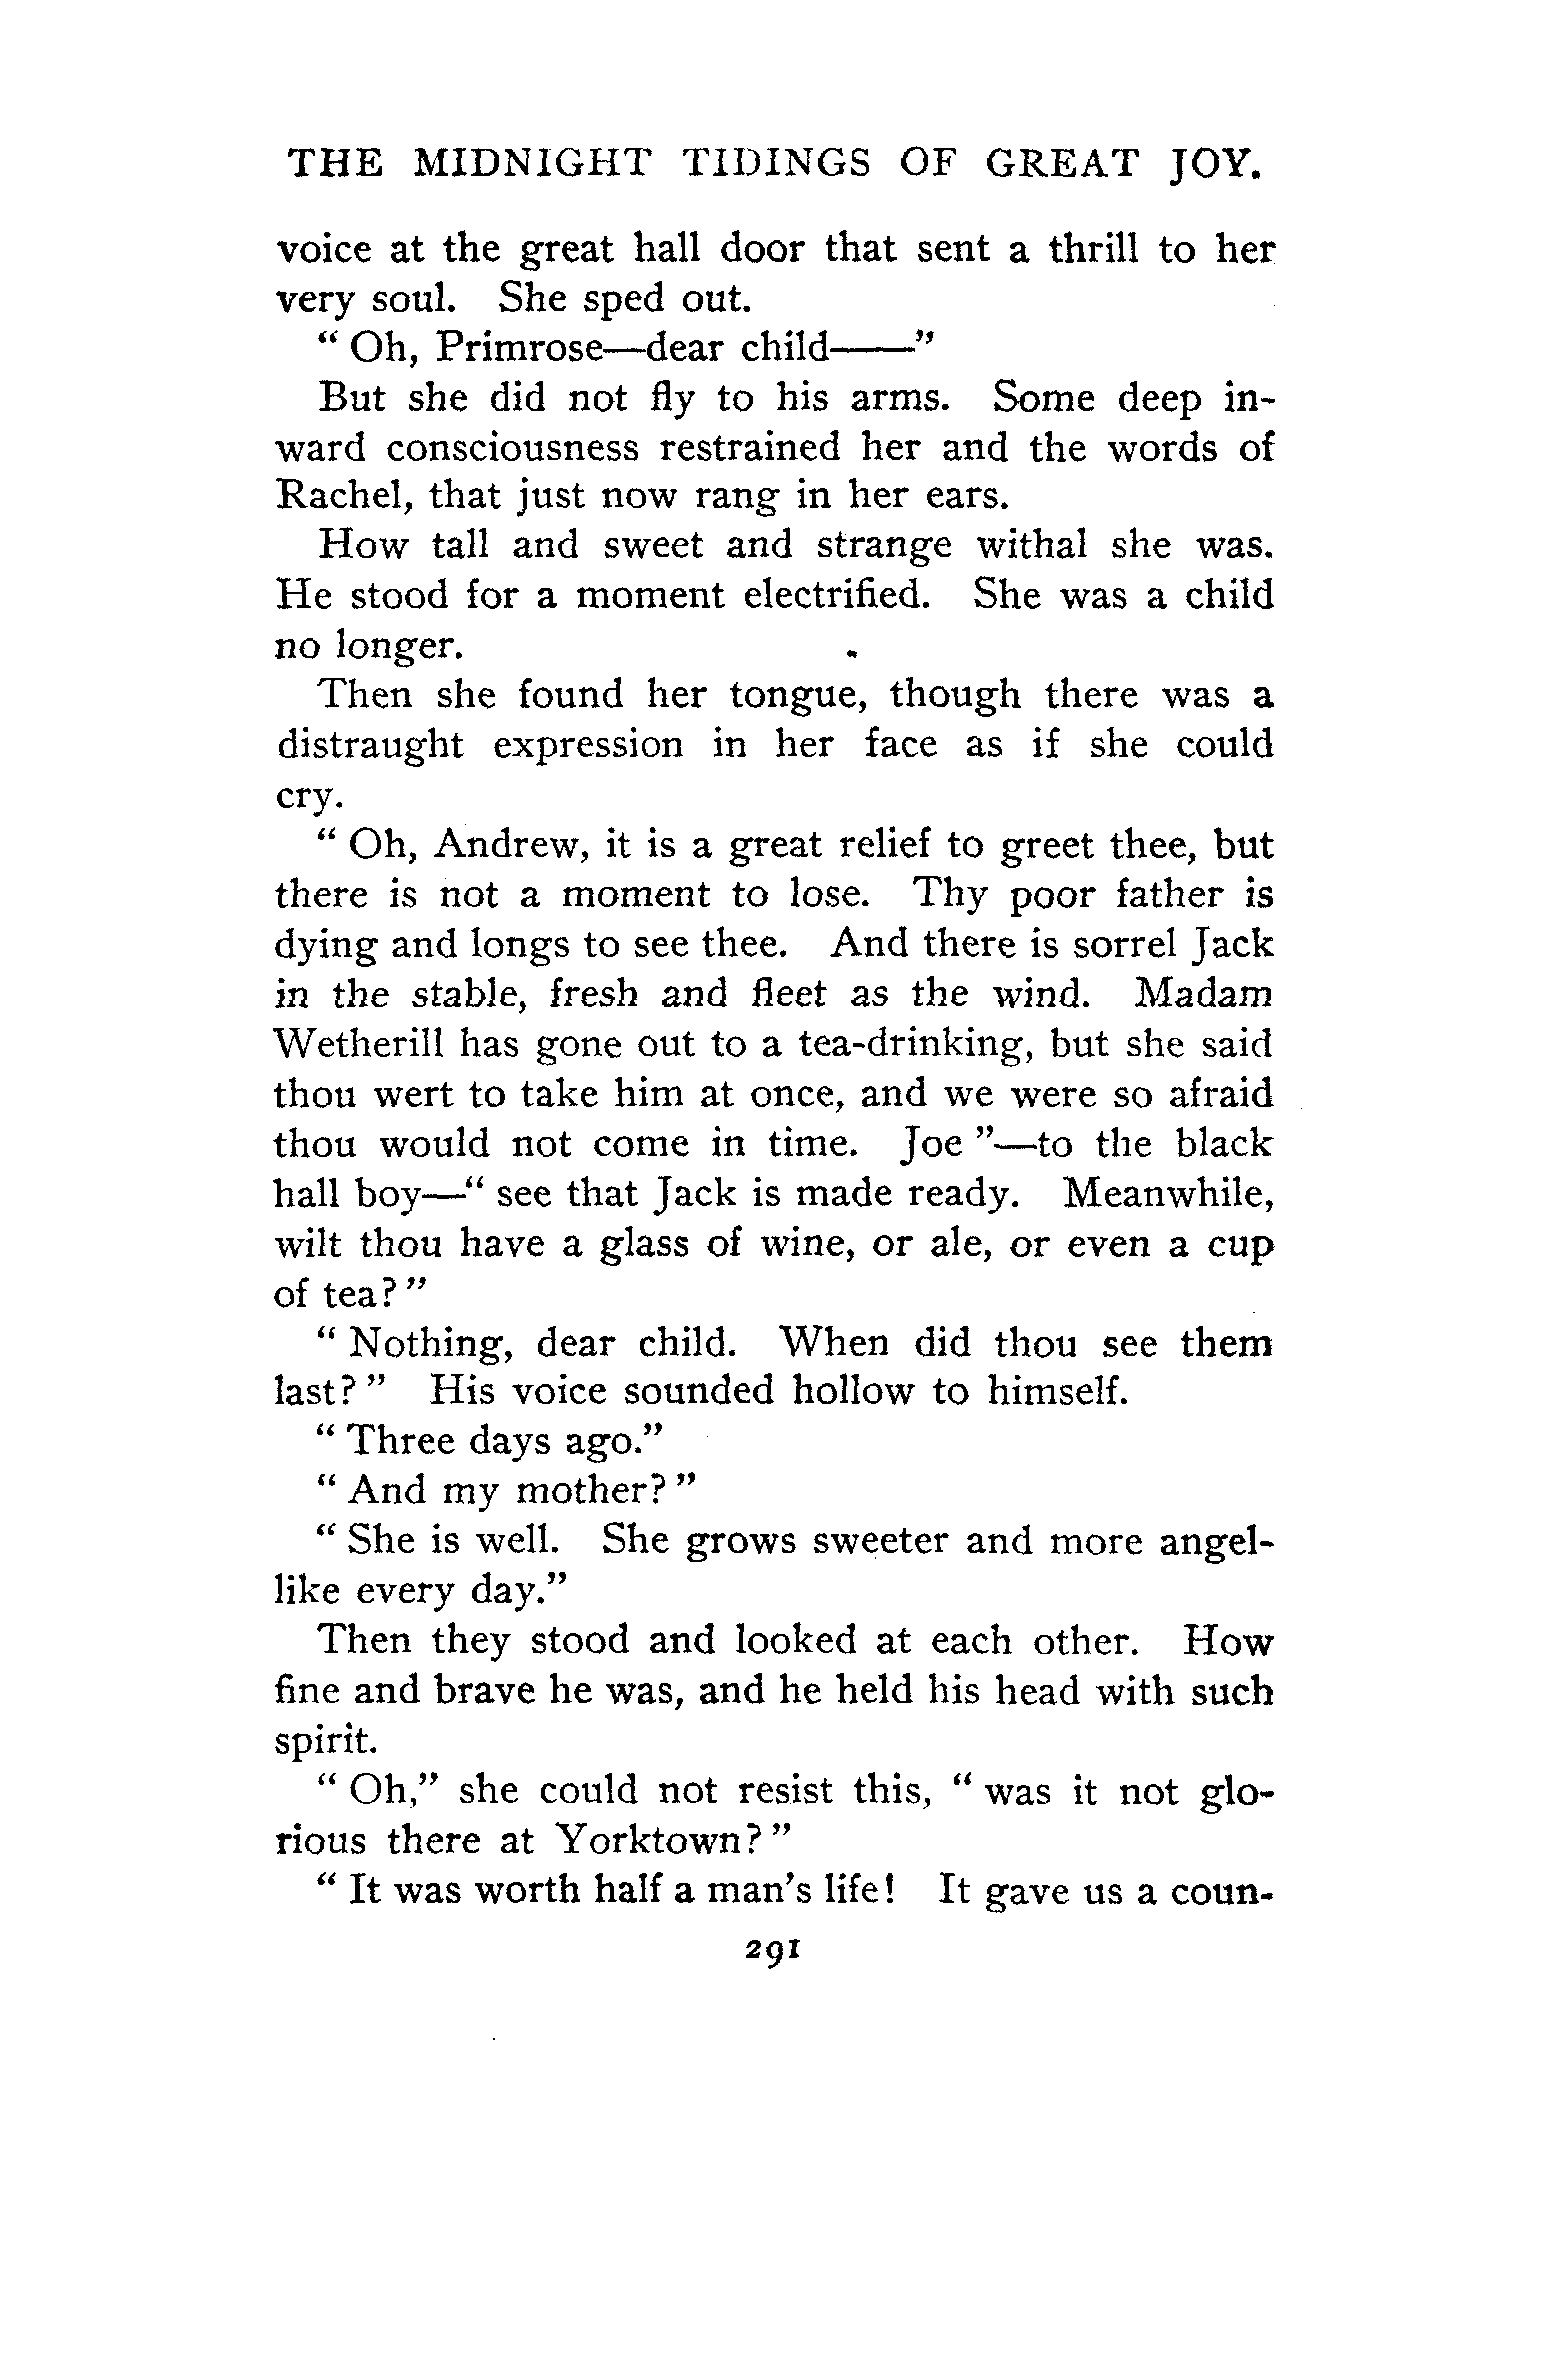 THE MIDNIGHT TIDINGS OF GREAT JOY.
voice at the great hall door that sent a thrill to her
very soul. She sped out.
“ Oh, Primrose—dear child——”
But she did not fly to his arms. Some deep in-
ward consciousness restrained her and the words of
Rachel, that just now rang in her ears.
How tall and sweet and strange withal she was.
He stood for a moment electrified. She was a child
no longer.
Then she found her tongue, though there was a
distraught expression in her face as if she could
cry.
“ Oh, Andrew, it is a great relief to greet thee, but
there is not a moment to lose. Thy poor father is
dying and longs to see thee. And there is sorrel Jack
in the stable, fresh and fleet as the wind. Madam
Wetherill has gone out to a tea-drinking, but she said
thou wert to take him at once, and we were so afraid
thou would not come in time. Joe ”—to the black
hall boy—“ see that Jack is made ready. Meanwhile,
wilt thou have a glass of wine, or ale, or even a cup
of tea? ”
“ Nothing, dear child. When did thou see them
last? ” His voice sounded hollow to himself.
“ Three days ago.”
“ And my mother? ”
“ She is well. She grows sweeter and more angel-
like every day.”
Then they stood and looked at each other. How
fine and brave he was, and he held his head with such
spirit.
“ Oh,” she could not resist this, “ was it not glo-
rious there at Yorktown? ”
“ It was worth half a man’s life! It gave us a coun-
291